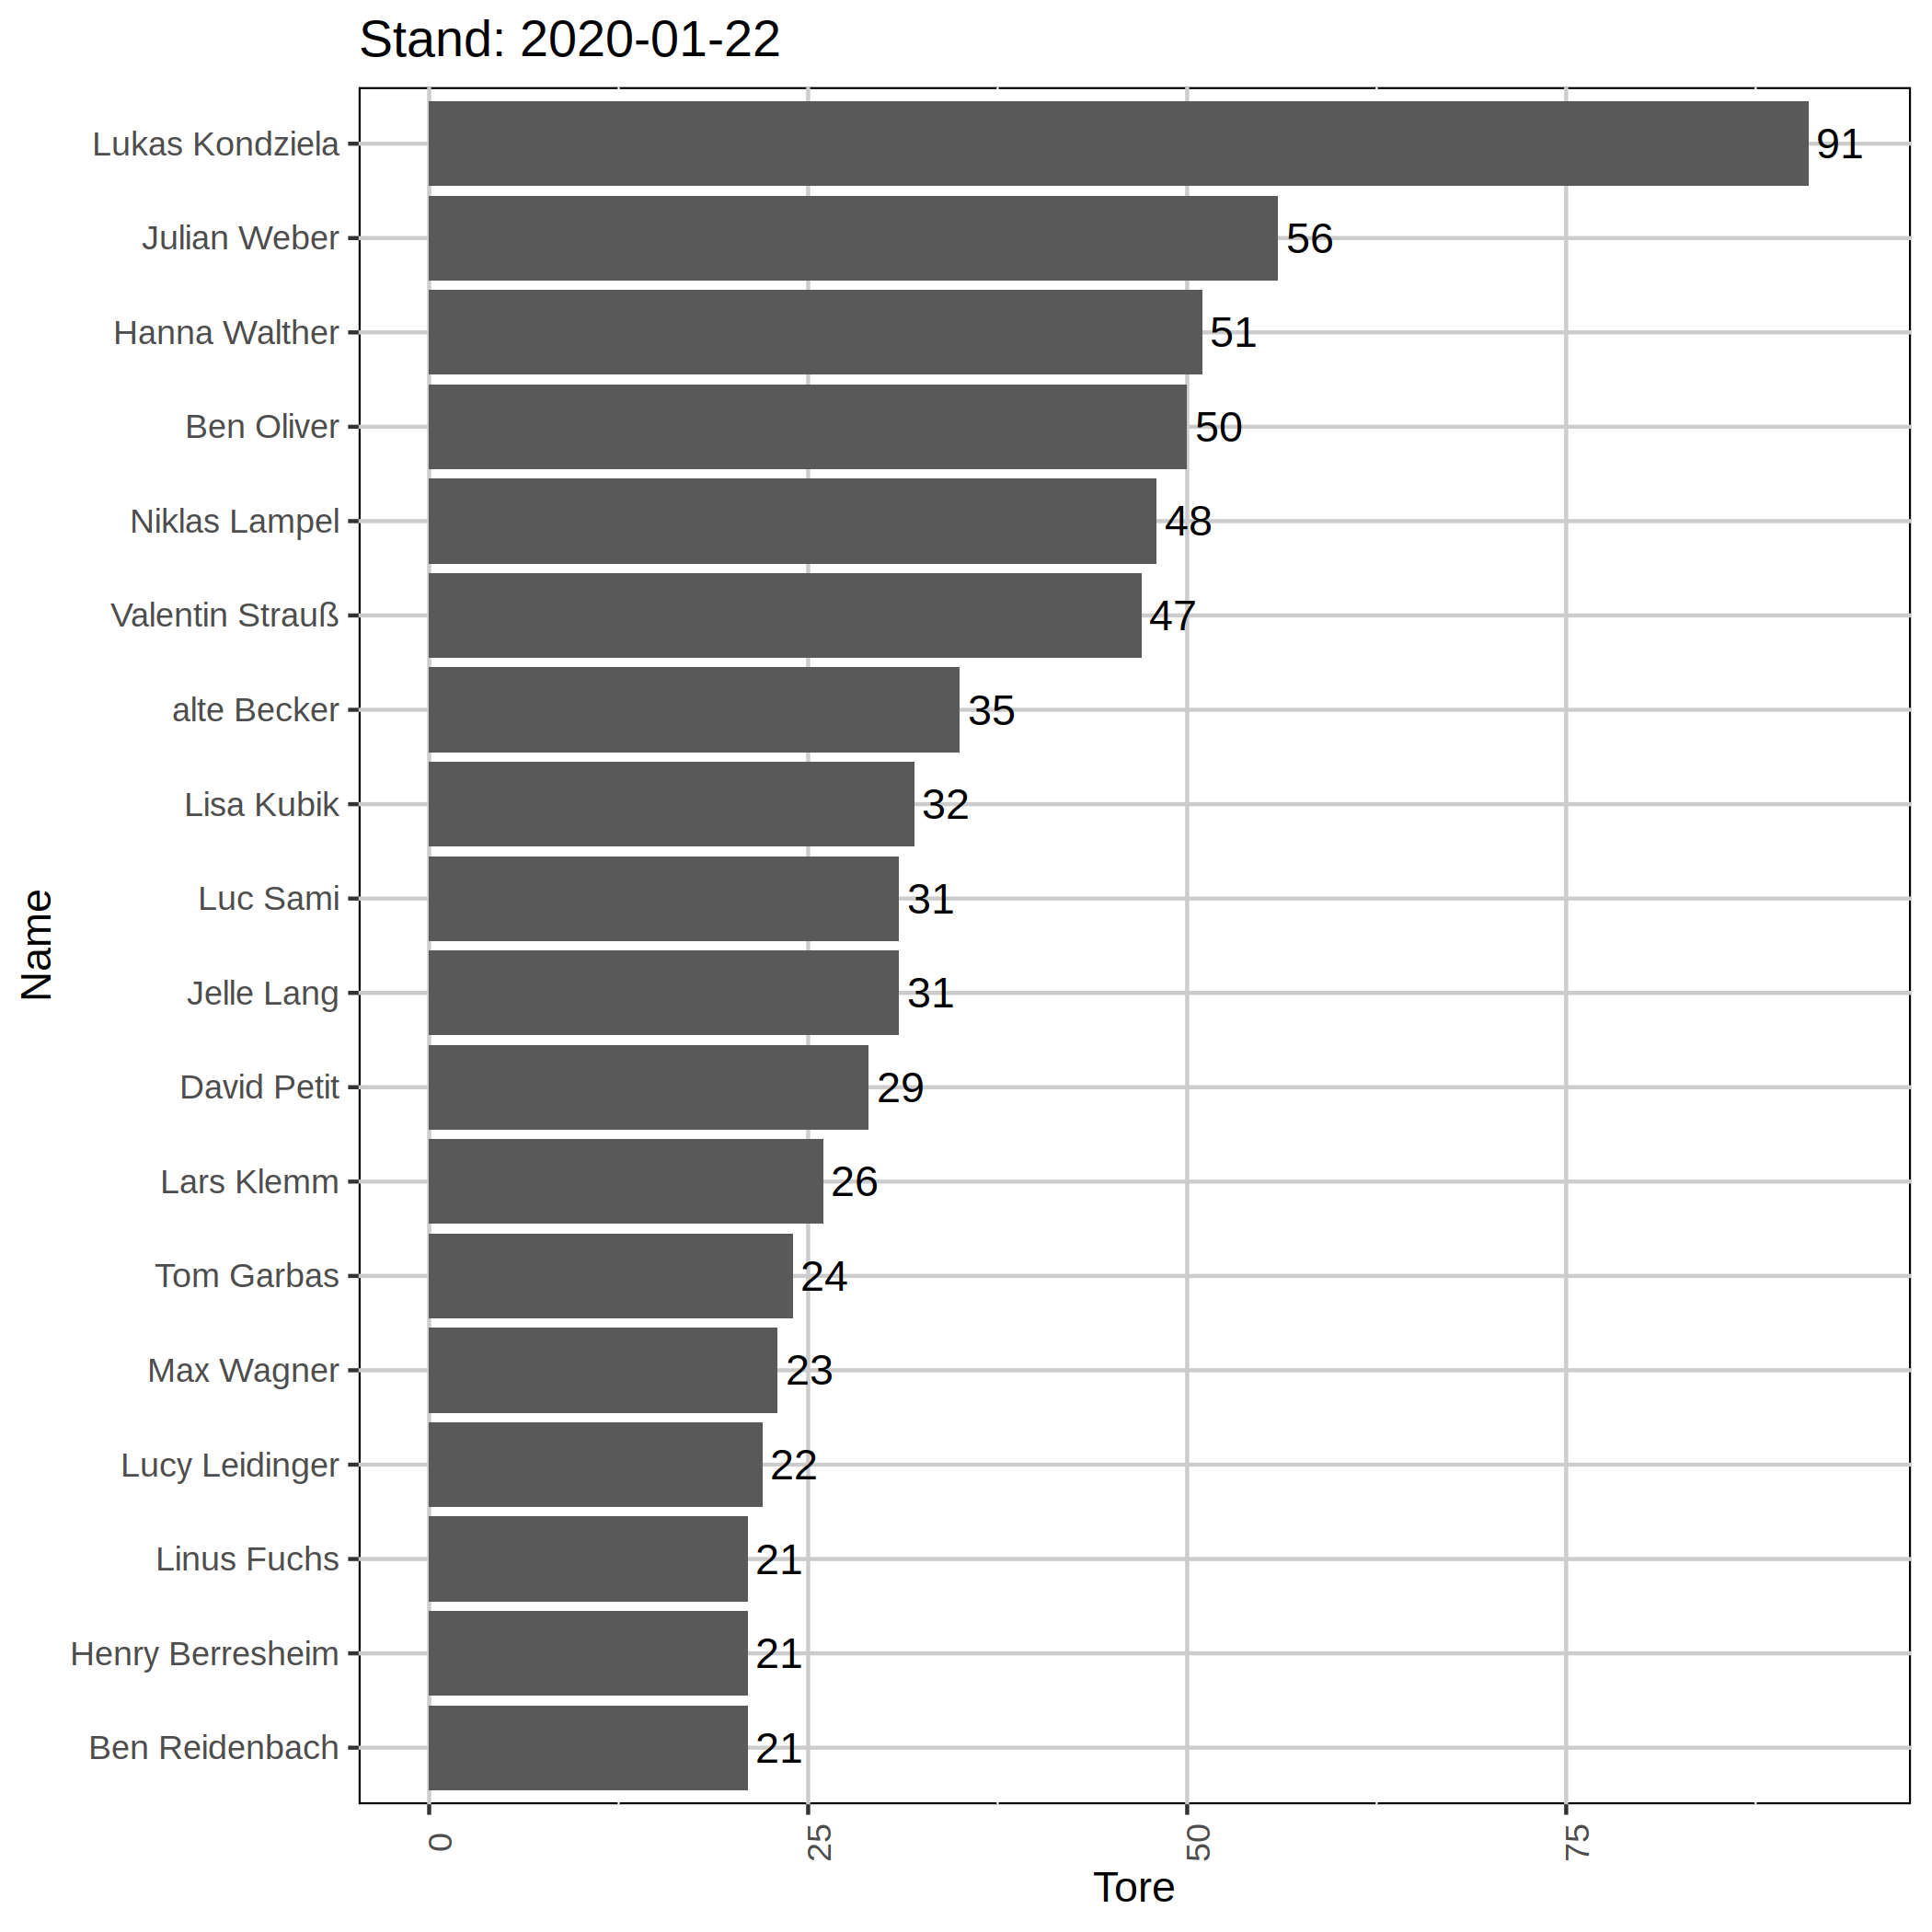 Stand: 2020-01-22
Lukas Kondziela 91
Julian Weber 56
Hanna Walther 51
Ben Oliver 50
Niklas Lampel 48
Valentin Strauß 47
alte Becker 35
Lisa Kubik 32
Luc Sami 31
Jelle Lang 31
David Petit 29
Lars Klemm 26
Tom Garbas 24
Max Wagner 23
Lucy Leidinger 22
Linus Fuchs 21
Henry Berresheim 21
Ben Reidenbach 21
Name
0 25 50 75
Tore